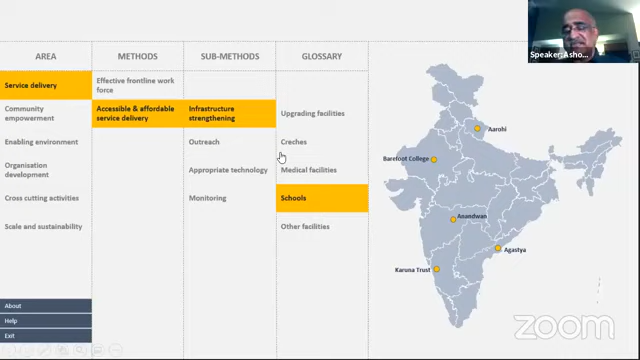 Speaker: Asho...
AREA
METHODS
SUB-METHODS
GLOSSARY
Service delivery
Effective frontline work
force
Community
empowerment
Accessible & affordable
service delivery
Infrastructure
strengthening
Upgrading facilities
Enabling environment
Outreach
Creches
Organisation
development
Appropriate technology
Medical facilities
Cross cutting activities
Monitoring
Schools
Scale and sustainability
Other facilities
Aarohi
Barefoot College
Anandwan
Agastya
Karuna Trust
About
Help
Exit
zoom